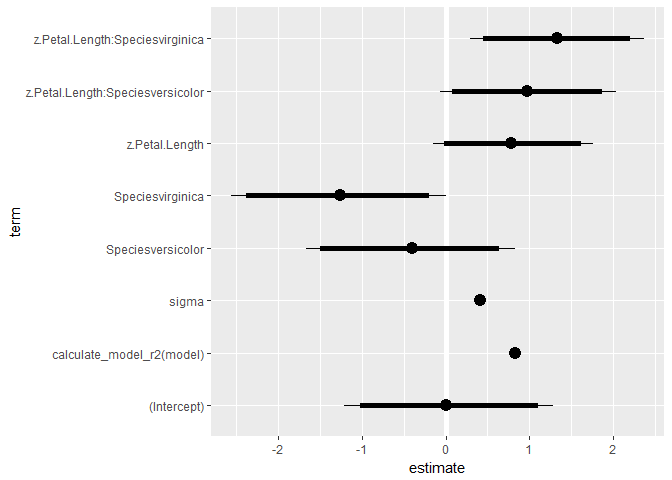 z.Petal.Length:Speciesvirginica
z.Petal.Length:Speciesversicolor
z.Petal.Length
Speciesvirginica
Speciesversicolor
sigma
calculate_model_r2(model)
(Intercept)
term
-2 -1 0 1 2
estimate